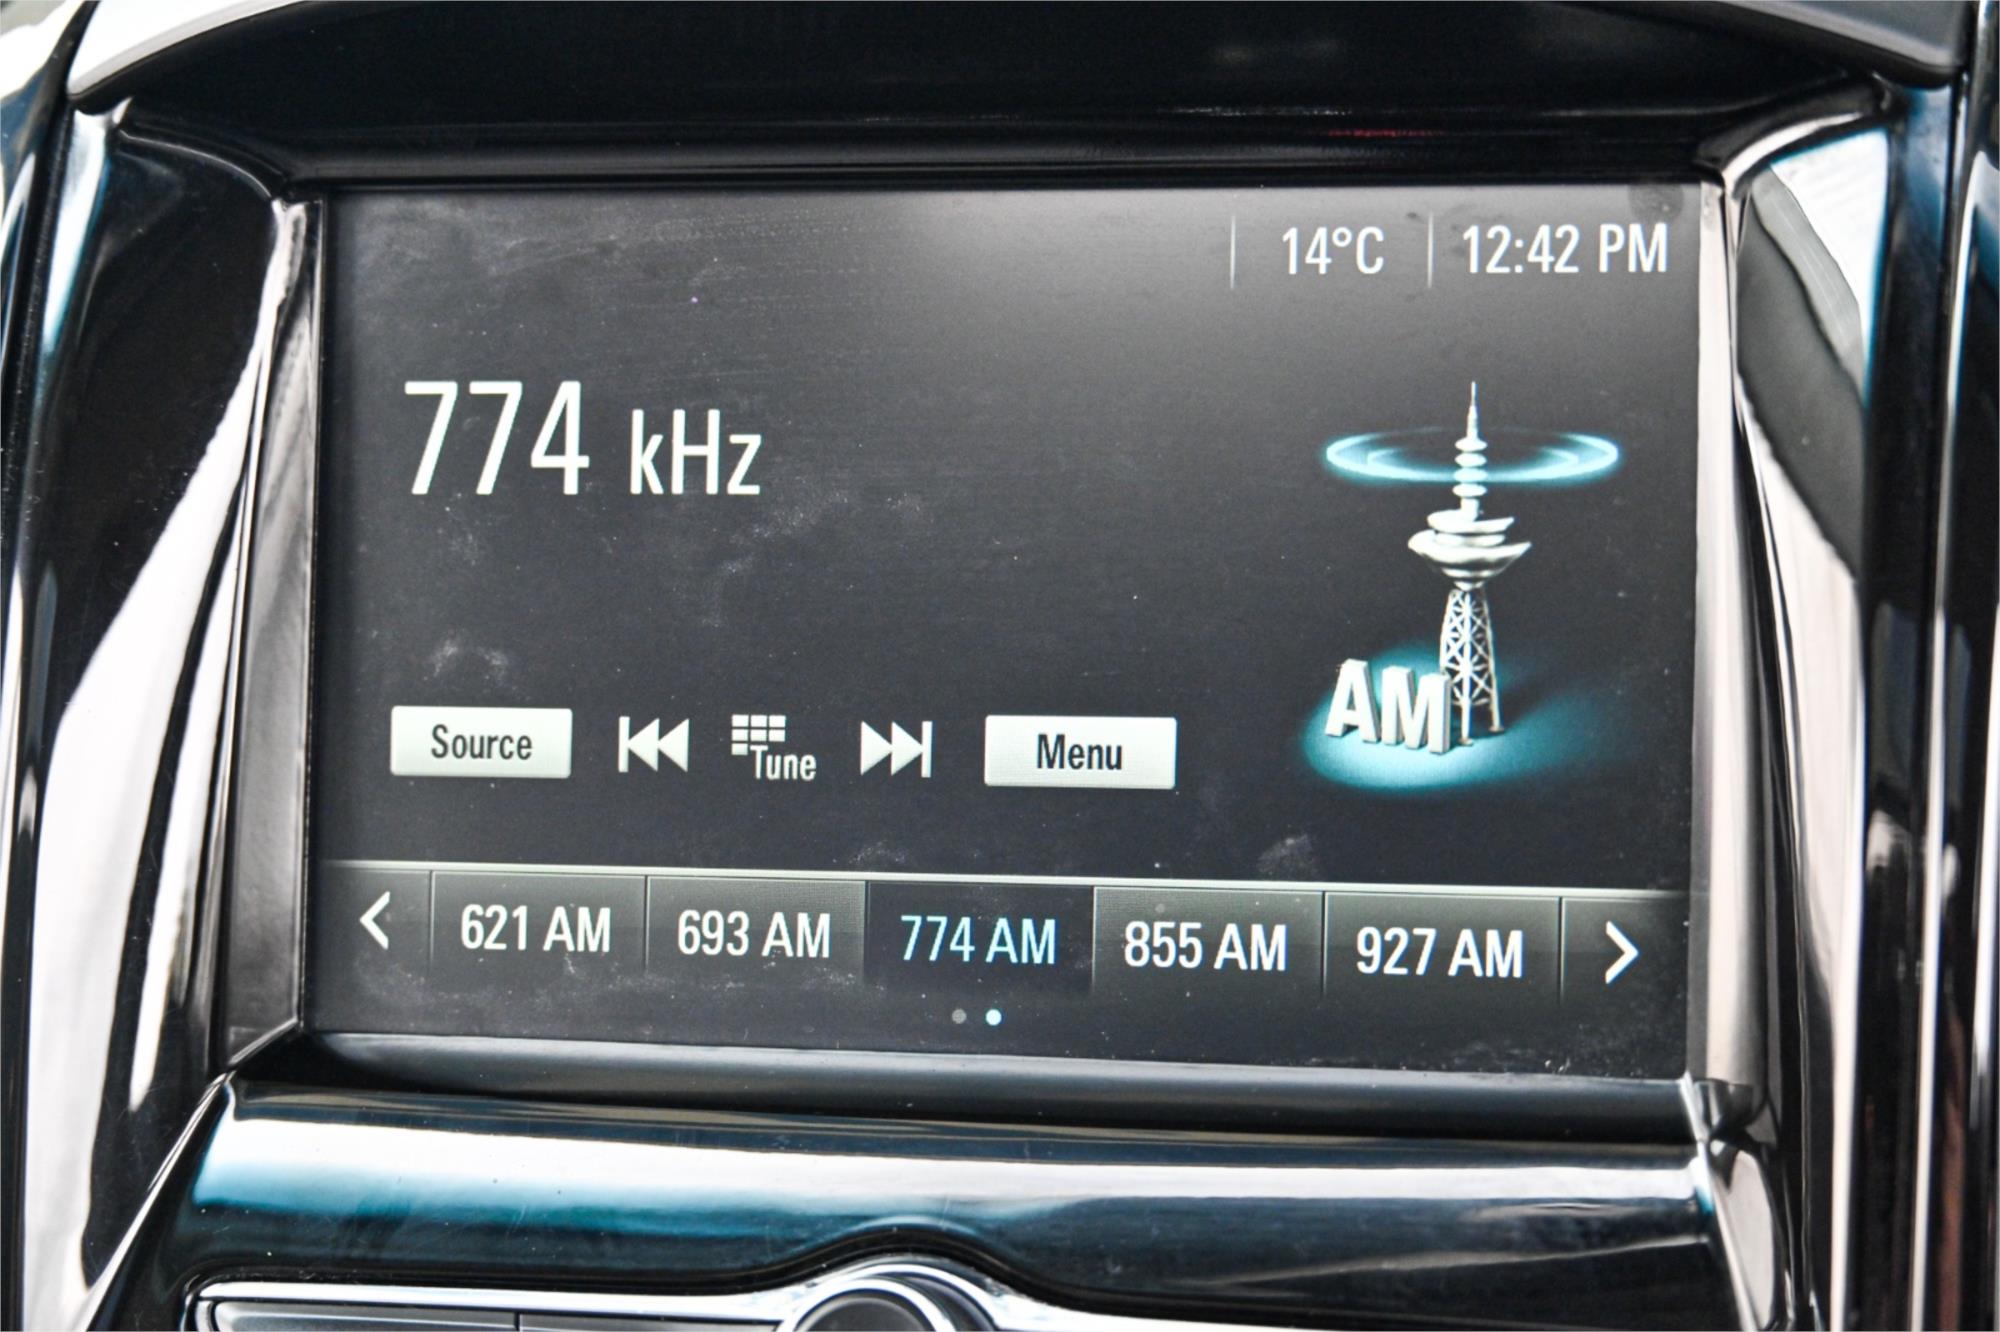 14°C 12:42 PM
774 kHz
AM
Source Tune Menu
621 AM 693 AM 774 AM 855 AM 927 AM